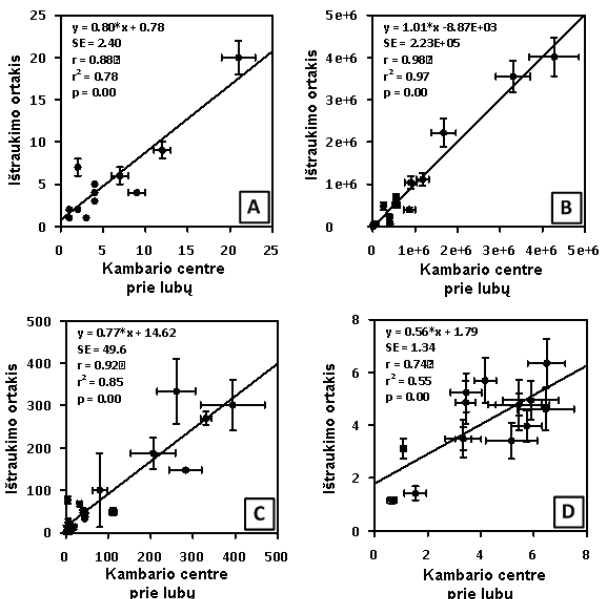 y = 0.80*x + 0.78
SE = 2.40
r = 0.88
r² = 0.78
p = 0.00
25
20
15
10
5
0
0 5 10 15 20 25
Ištraukimo ortakis
Kambario centre
prie lubų
A
y = 1.01*x -8.87E+03
SE = 2.23E+05
r = 0.98
r² = 0.97
p = 0.00
5e⁺6
4e⁺6
3e⁺6
2e⁺6
1e⁺6
0
0 1e⁺6 2e⁺6 3e⁺6 4e⁺6 5e⁺6
Ištraukimo ortakis
Kambario centre
prie lubų
B
y = 0.77*x + 14.62
SE = 49.6
r = 0.92
r² = 0.85
p = 0.00
500
400
300
200
100
0
0 100 200 300 400 500
Ištraukimo ortakis
Kambario centre
prie lubų
C
y = 0.56*x + 1.79
SE = 1.34
r = 0.74
r² = 0.55
p = 0.00
8
6
4
2
0
0 2 4 6 8
Ištraukimo ortakis
Kambario centre
prie lubų
D